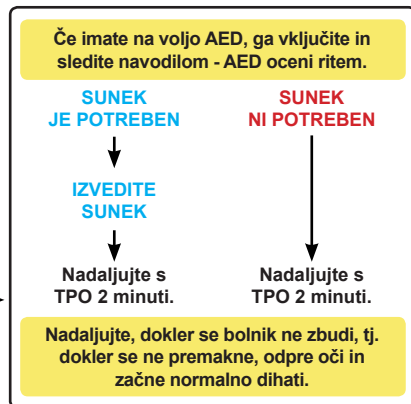 Če imate na voljo AED, ga vključite in
sledite navodilom - AED oceni ritem.
SUNEK
JE POTREBEN
SUNEK
NI POTREBEN
IZVEDITE
SUNEK
Nadaljujte s
TPO 2 minuti.
Nadaljujte s
TPO 2 minuti.
Nadaljujte, dokler se bolnik ne zbudi, tj.
dokler se ne premakne, odpre oči in
začne normalno dihati.